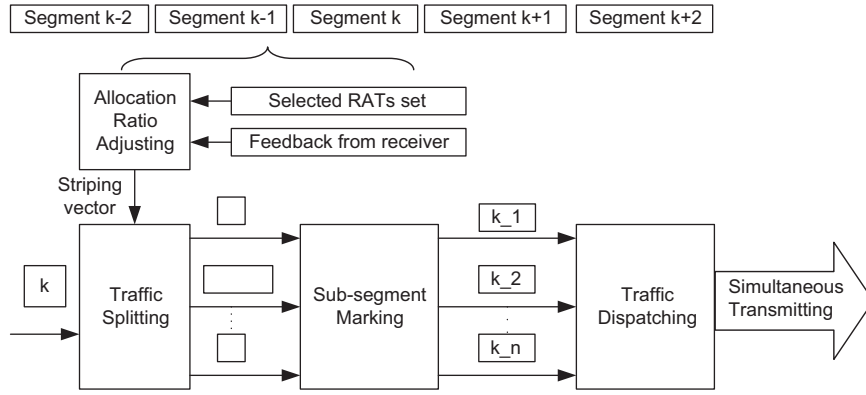 Segment k-2
Segment k-1
Segment k
Segment k+1
Segment k+2
Allocation
Ratio
Adjusting
Selected RATs set
Feedback from receiver
Striping
vector
k
Traffic
Splitting
Sub-segment
Marking
k_1
k_2
k_n
Traffic
Dispatching
Simultaneous
Transmitting